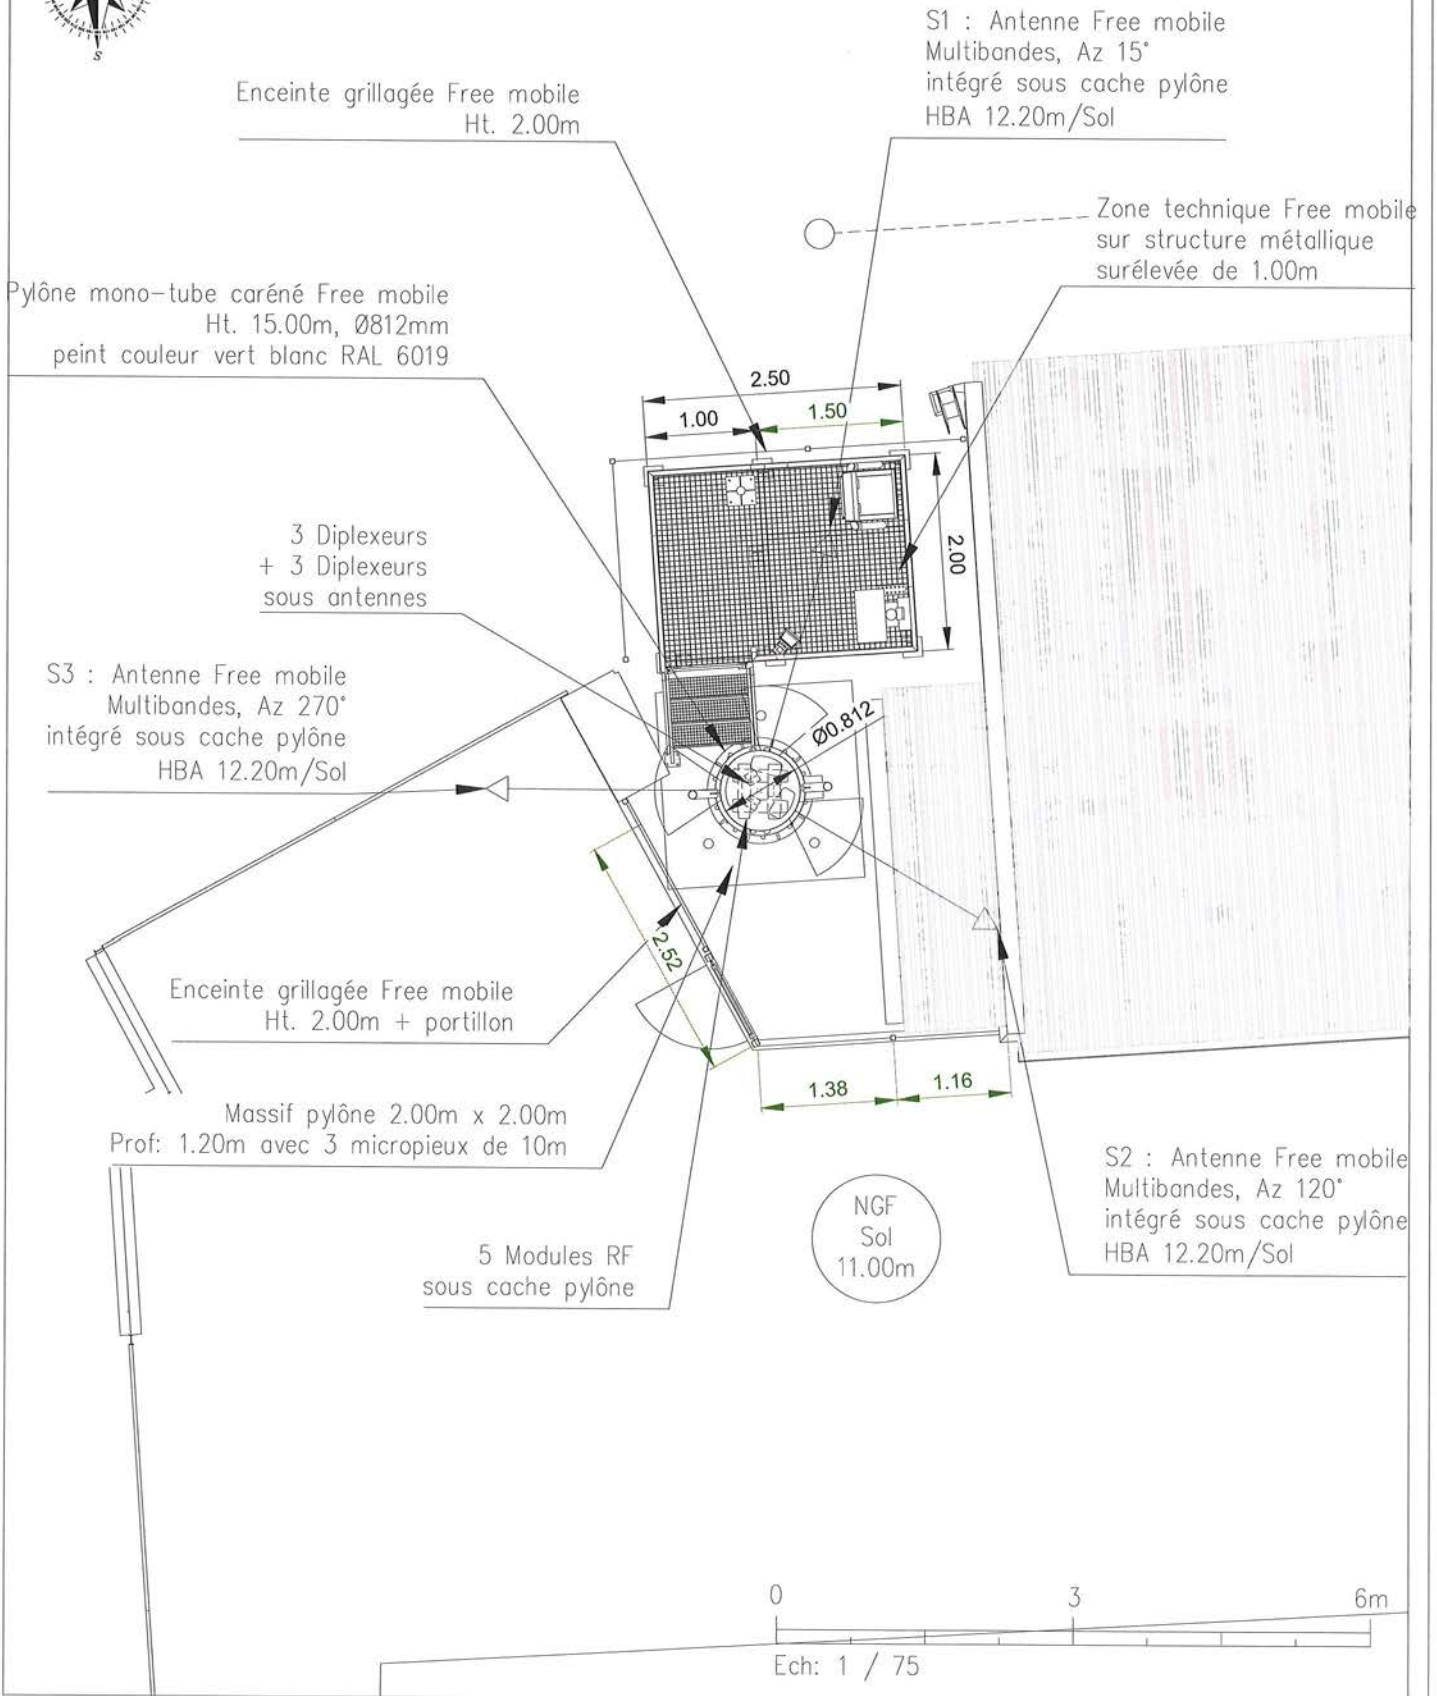 S
S1 : Antenne Free mobile
Multibandes, Az 15°
intégré sous cache pylône
HBA 12.20m/Sol
Enceinte grillagée Free mobile
Ht. 2.00m
Zone technique Free mobile
sur structure métallique
surélevée de 1.00m
Pylône mono-tube caréné Free mobile
Ht. 15.00m, Ø812mm
peint couleur vert blanc RAL 6019
2.50
1.00
1.50
2.00
3 Diplexeurs
+ 3 Diplexeurs
sous antennes
S3 : Antenne Free mobile
Multibandes, Az 270°
intégré sous cache pylône
HBA 12.20m/Sol
Ø0.812
2.52
Enceinte grillagée Free mobile
Ht. 2.00m + portillon
1.38
1.16
Massif pylône 2.00m x 2.00m
Prof: 1.20m avec 3 micropieux de 10m
S2 : Antenne Free mobile
Multibandes, Az 120°
intégré sous cache pylône
HBA 12.20m/Sol
NGF
Sol
11.00m
5 Modules RF
sous cache pylône
0
3
6m
Ech: 1 / 75